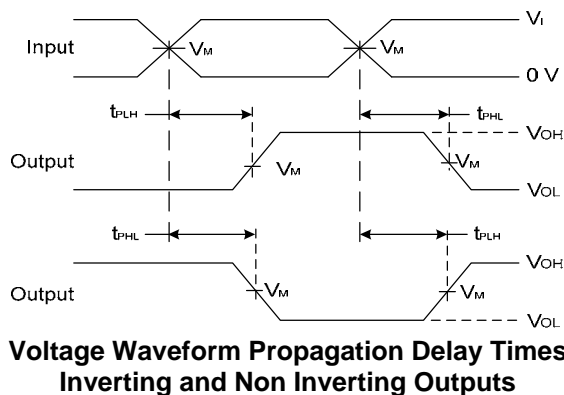 Vɪ
Input VM VM
0 V
tPLH tPHL
VOH
Output VM VM
VOL
tPHL tPLH
VOH
Output VM VM
VOL
Voltage Waveform Propagation Delay Times
Inverting and Non Inverting Outputs